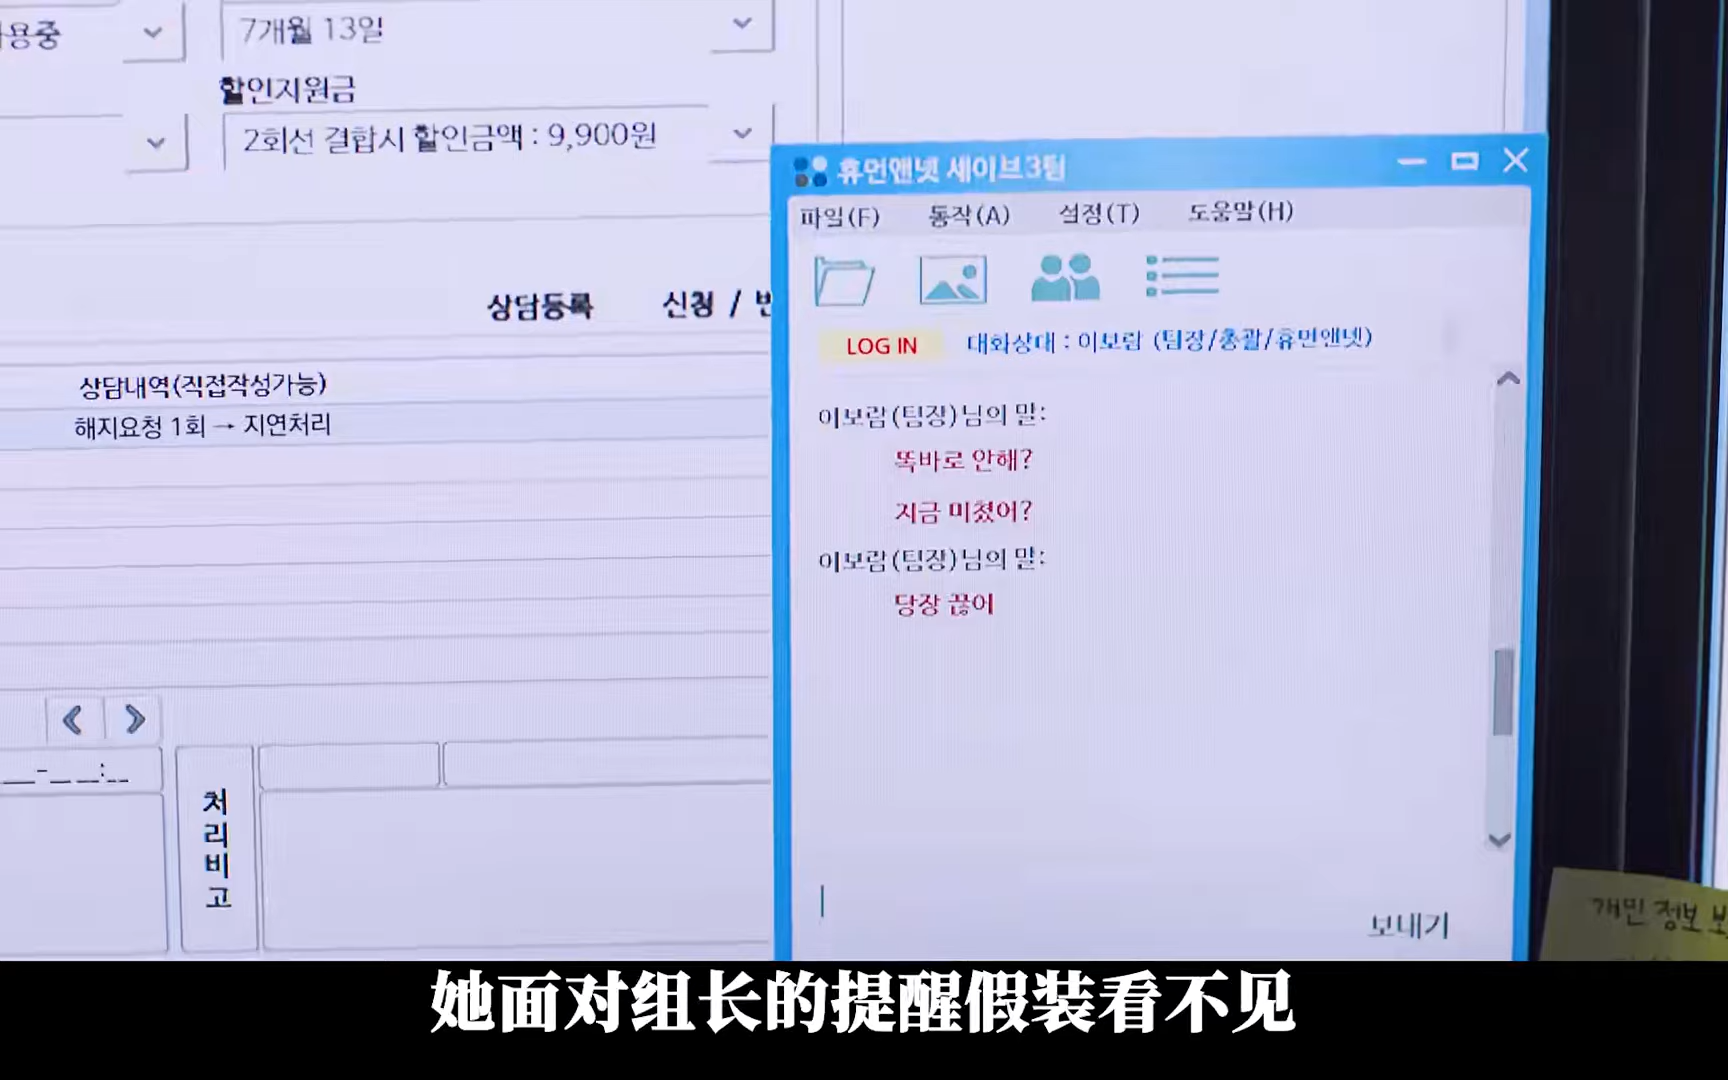 용중
7개월 13일
할인지원금
2회선 결합시 할인금액 : 9,900원
상담등록 신청 /
상담내역(직접작성가능)
해지요청 1회 → 지연처리
처리비고
휴먼앤넷 세이브3팀
파일(F) 동작(A) 설정(T) 도움말(H)
LOG IN 대화상대 : 이보람 (팀장/총괄/휴먼앤넷)
이보람(팀장)님의 말:
똑바로 안해?
지금 미쳤어?
이보람(팀장)님의 말:
당장 끊어
보내기
개인 정보
她面对组长的提醒假装看不见